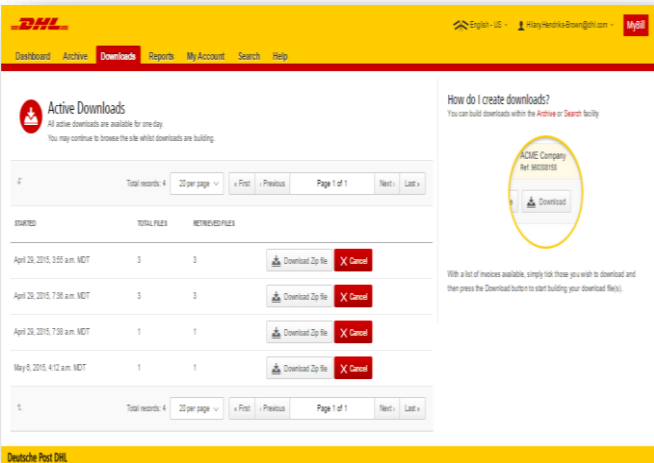 DHL
English - US
Hilary.Hendriks-Brown@dhl.com
MyBill
Dashboard Archive Downloads Reports My Account Search Help
Active Downloads
All active downloads are available for one day.
You may continue to browse the site whilst downloads are building.
How do I create downloads?
You can build downloads within the Archive or Search facility
ACME Company
Ref: 960308150
Download
With a list of invoices available, simply tick those you wish to download and
then press the Download button to start building your download file(s).
Total records: 4 20 per page « First ‹ Previous Page 1 of 1 Next › Last »
STARTED TOTAL FILES RETRIEVED FILES
April 29, 2015, 3:55 a.m. MDT 3 3 Download Zip file X Cancel
April 29, 2015, 7:36 a.m. MDT 3 3 Download Zip file X Cancel
April 29, 2015, 7:39 a.m. MDT 1 1 Download Zip file X Cancel
May 6, 2015, 4:12 a.m. MDT 1 1 Download Zip file X Cancel
Total records: 4 20 per page « First ‹ Previous Page 1 of 1 Next › Last »
Deutsche Post DHL